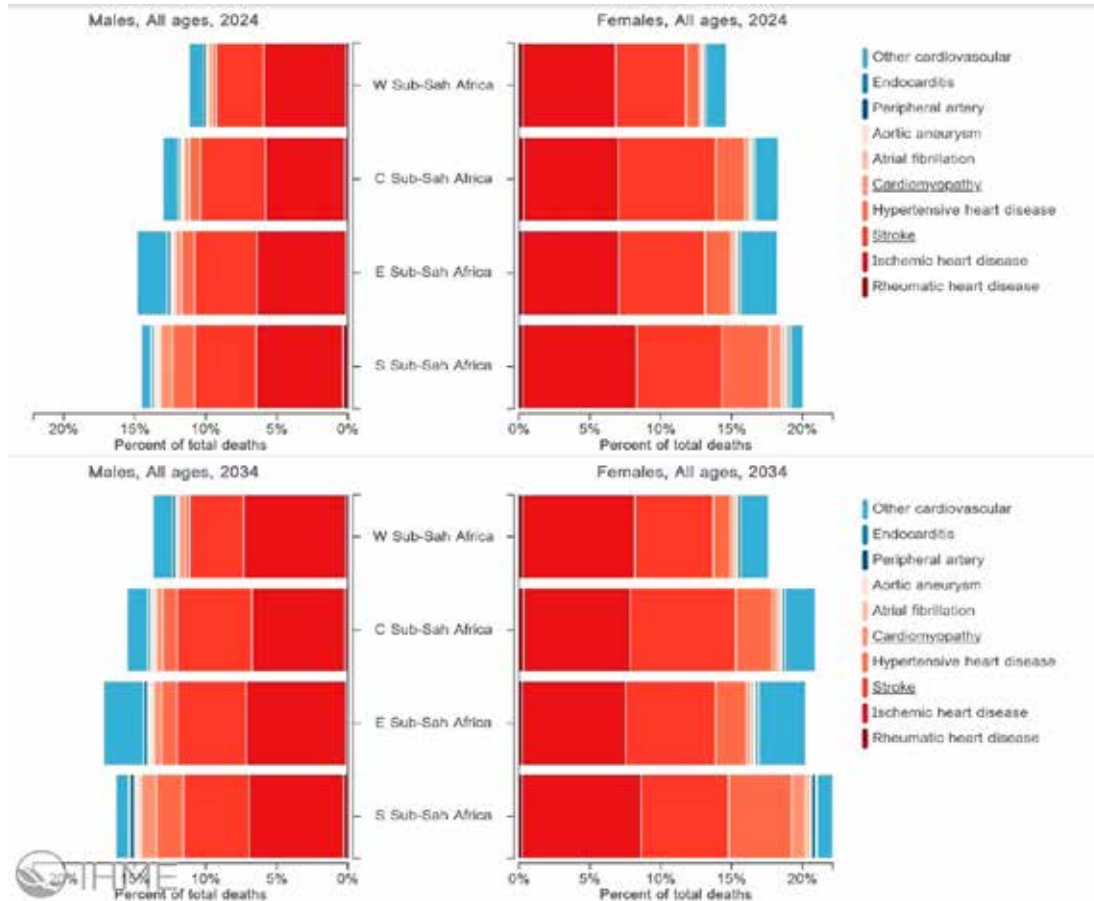 Males, All ages, 2024
Females, All ages, 2024
W Sub-Sah Africa
C Sub-Sah Africa
E Sub-Sah Africa
S Sub-Sah Africa
Other cardiovascular
Endocarditis
Peripheral artery
Aortic aneurysm
Atrial fibrillation
Cardiomyopathy
Hypertensive heart disease
Stroke
Ischemic heart disease
Rheumatic heart disease
20% 15% 10% 5% 0%
Percent of total deaths
0% 5% 10% 15% 20%
Percent of total deaths
Males, All ages, 2034
Females, All ages, 2034
W Sub-Sah Africa
C Sub-Sah Africa
E Sub-Sah Africa
S Sub-Sah Africa
Other cardiovascular
Endocarditis
Peripheral artery
Aortic aneurysm
Atrial fibrillation
Cardiomyopathy
Hypertensive heart disease
Stroke
Ischemic heart disease
Rheumatic heart disease
20% 15% 10% 5% 0%
Percent of total deaths
0% 5% 10% 15% 20%
Percent of total deaths